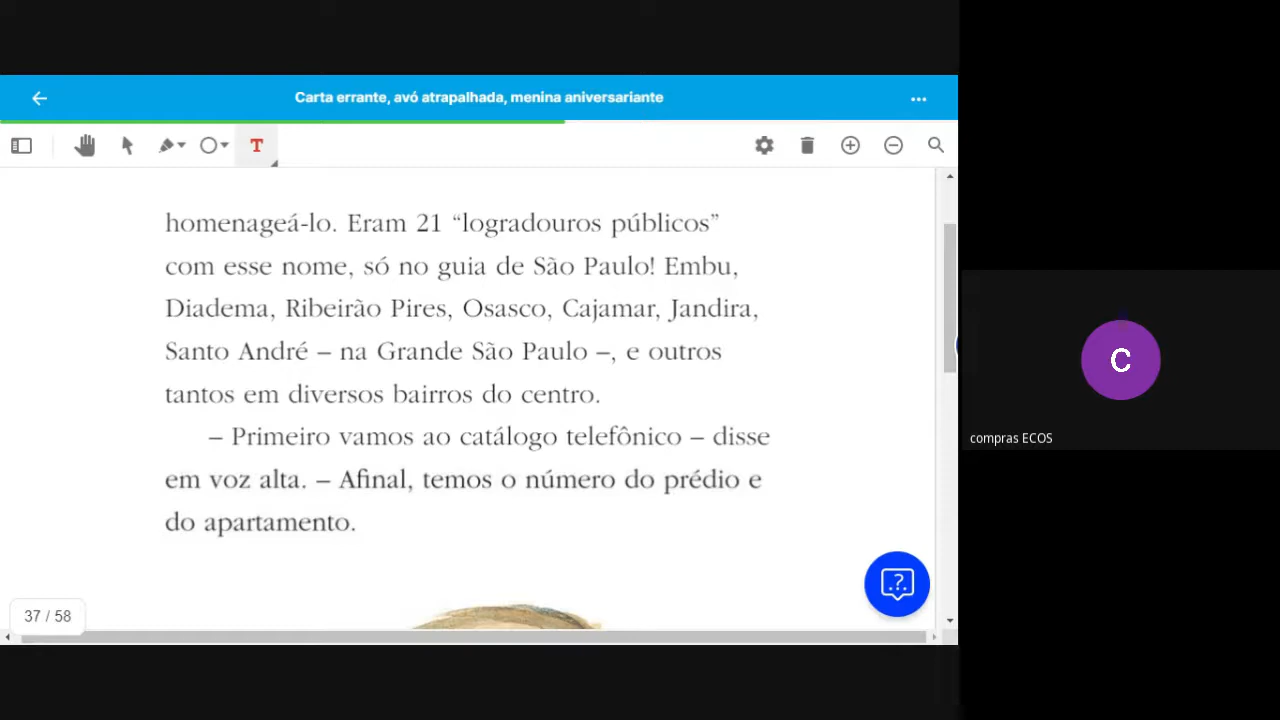 Carta errante, avó atrapalhada, menina aniversariante
T
homenageá-lo. Eram 21 “logradouros públicos”
com esse nome, só no guia de São Paulo! Embu,
Diadema, Ribeirão Pires, Osasco, Cajamar, Jandira,
Santo André – na Grande São Paulo –, e outros
tantos em diversos bairros do centro.
– Primeiro vamos ao catálogo telefônico – disse
em voz alta. – Afinal, temos o número do prédio e
do apartamento.
?
37 / 58
C
compras ECOS